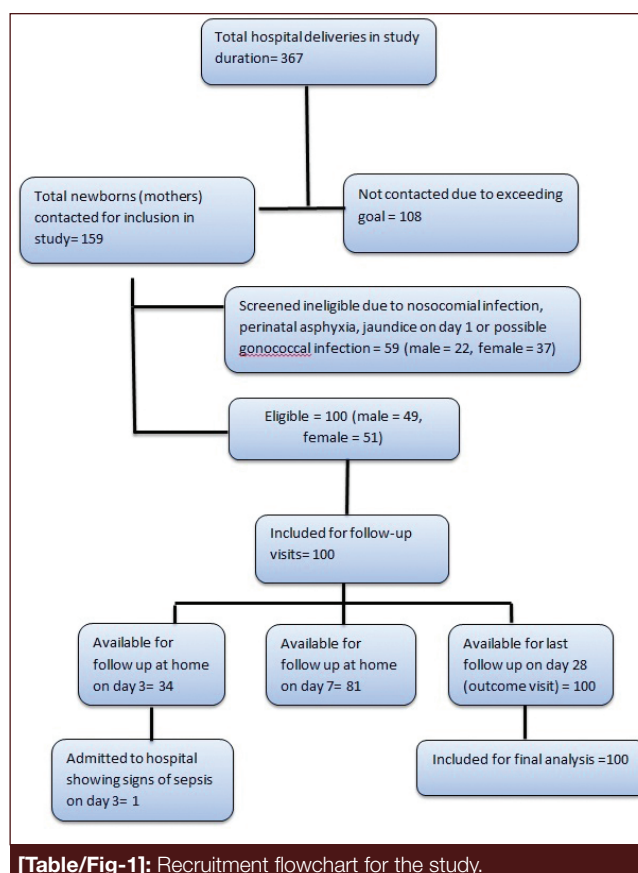 Total hospital deliveries in study
duration= 367
Total newborns (mothers)
contacted for inclusion in
study= 159
Not contacted due to exceeding
goal = 108
Screened ineligible due to nosocomial infection,
perinatal asphyxia, jaundice on day 1 or possible
gonococcal infection = 59 (male = 22, female = 37)
Eligible = 100 (male = 49,
female = 51)
Included for follow-up
visits= 100
Available for
follow up at home
on day 3= 34
Available for
follow up at home
on day 7= 81
Available for last
follow up on day 28
(outcome visit) = 100
Admitted to hospital
showing signs of sepsis
on day 3= 1
Included for final analysis =100
[Table/Fig-1]: Recruitment flowchart for the study.